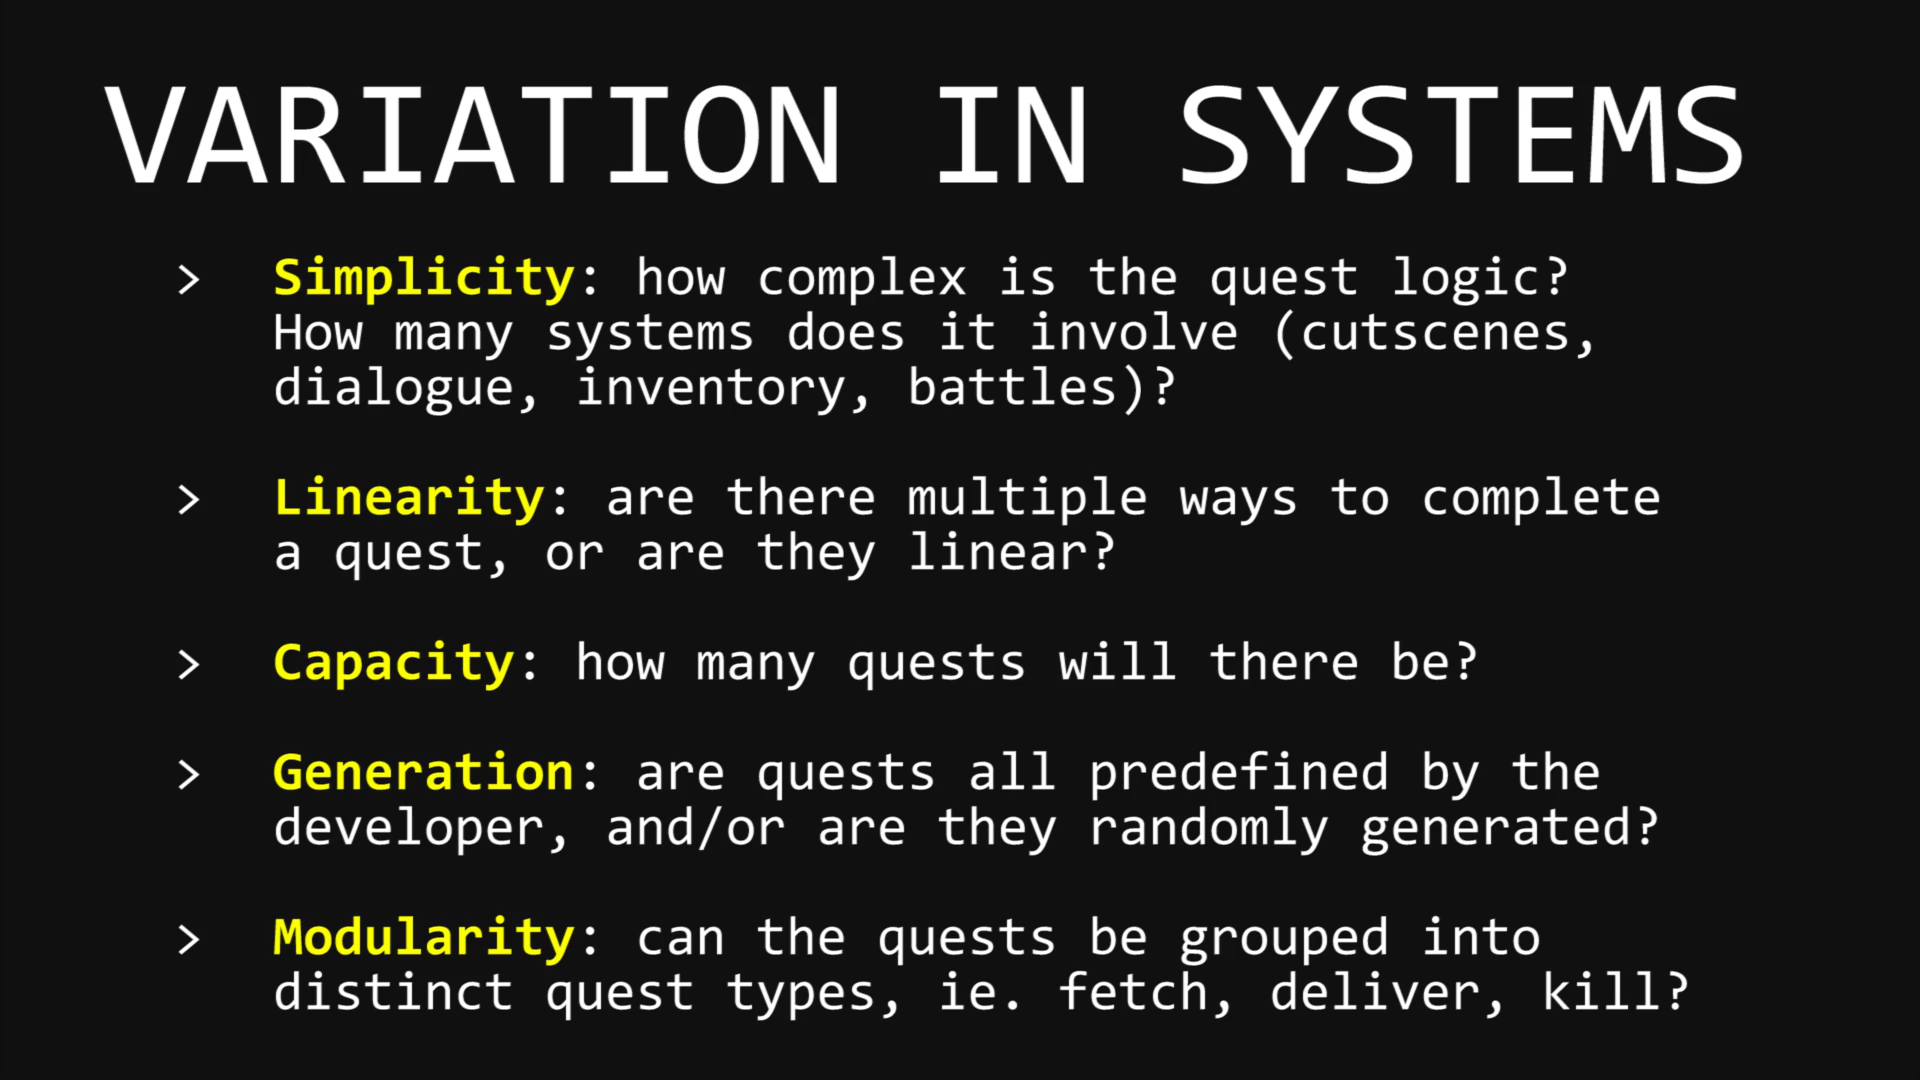 VARIATION IN SYSTEMS
> Simplicity: how complex is the quest logic?
How many systems does it involve (cutscenes,
dialogue, inventory, battles)?
> Linearity: are there multiple ways to complete
a quest, or are they linear?
> Capacity: how many quests will there be?
> Generation: are quests all predefined by the
developer, and/or are they randomly generated?
> Modularity: can the quests be grouped into
distinct quest types, ie. fetch, deliver, kill?